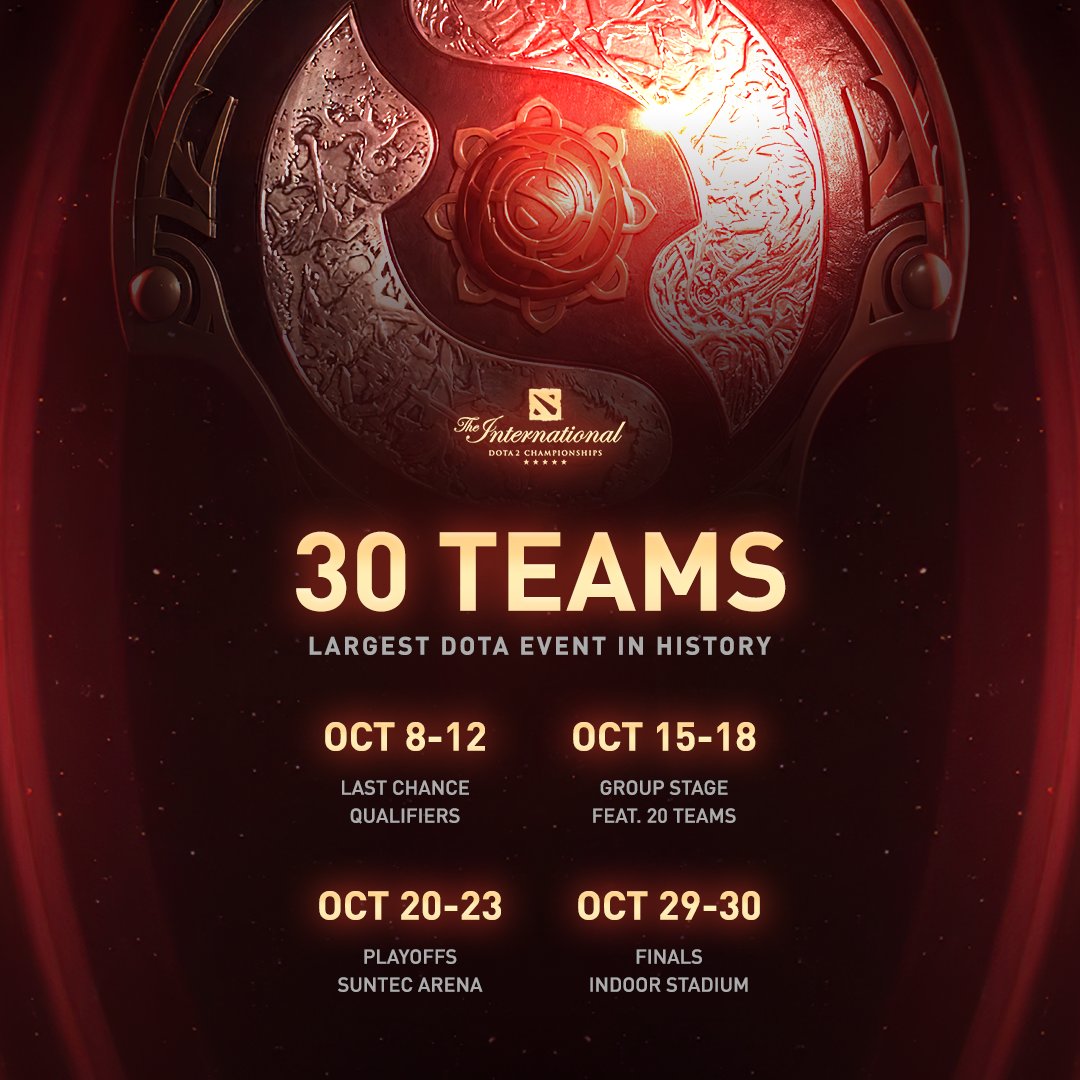 The International
DOTA 2 CHAMPIONSHIPS
30 TEAMS
LARGEST DOTA EVENT IN HISTORY
OCT 8-12
LAST CHANCE
QUALIFIERS
OCT 15-18
GROUP STAGE
FEAT. 20 TEAMS
OCT 20-23
PLAYOFFS
SUNTEC ARENA
OCT 29-30
FINALS
INDOOR STADIUM